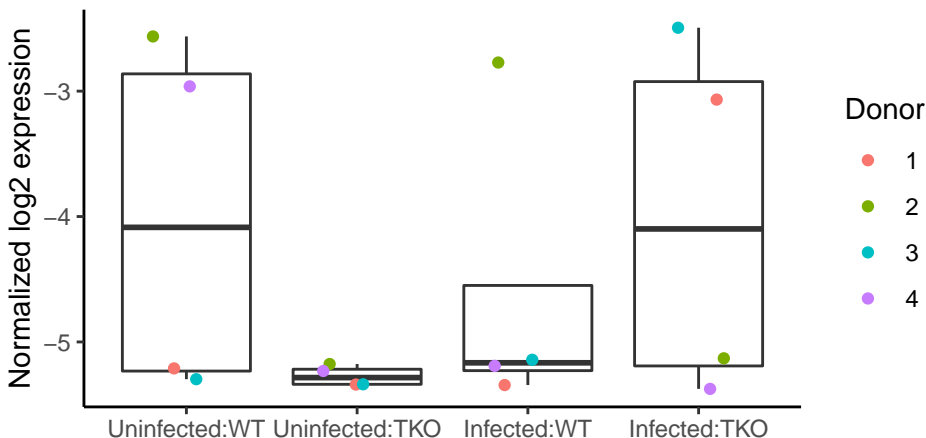 Normalized log2 expression
−3
−4
−5
Uninfected:WT
Uninfected:TKO
Infected:WT
Infected:TKO
Donor
1
2
3
4